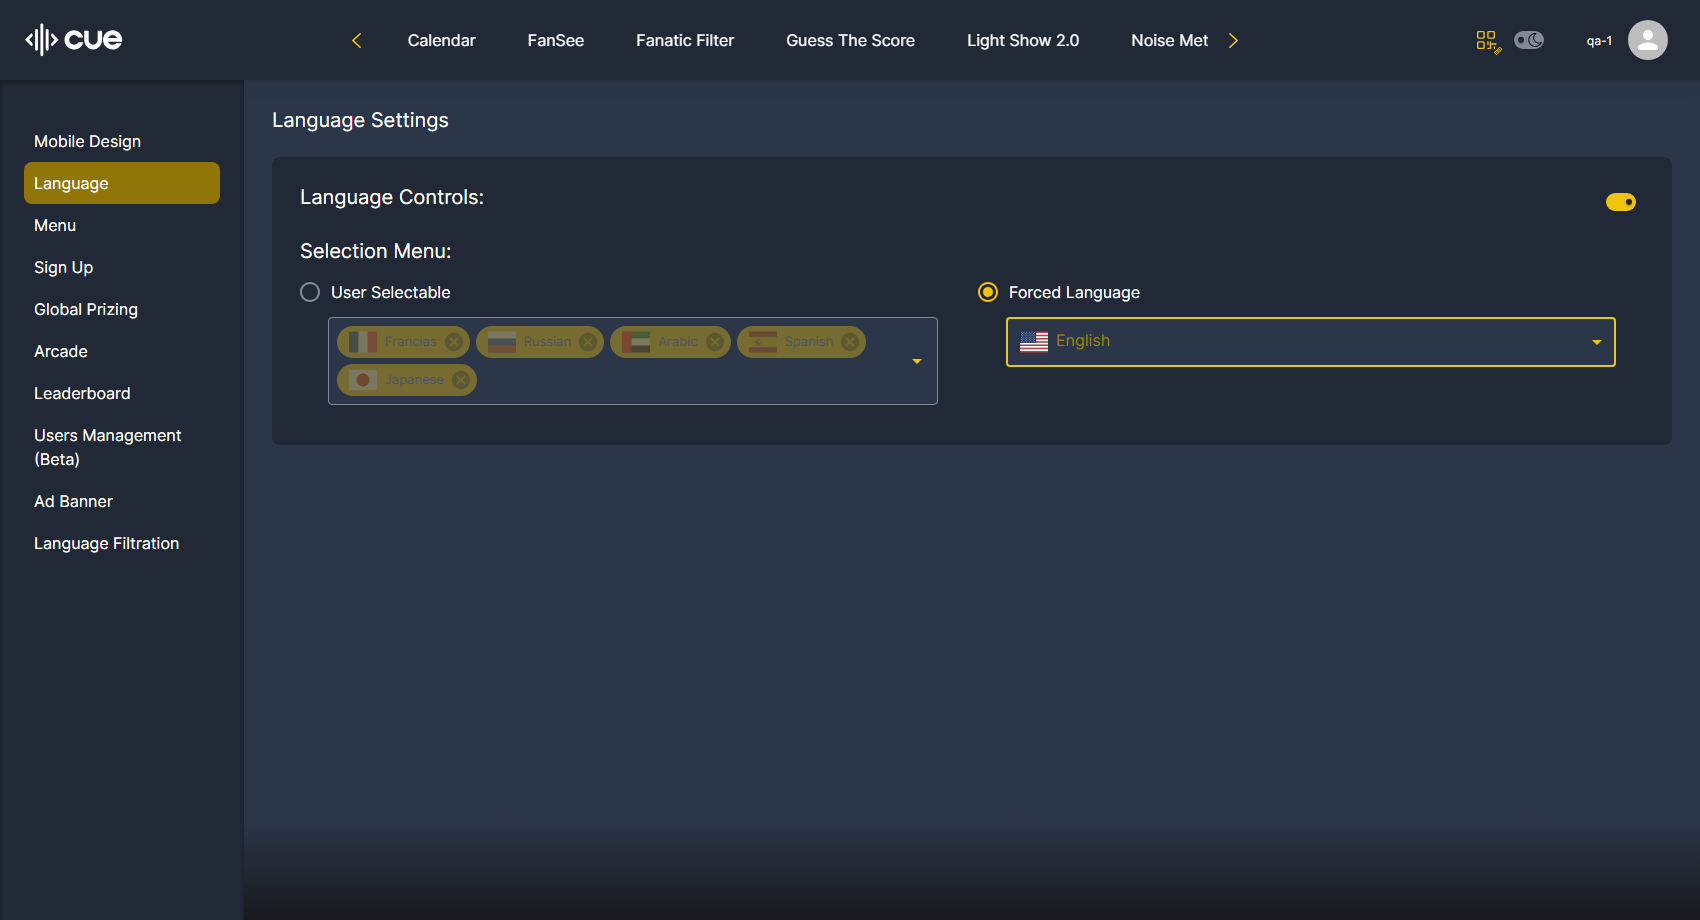 cue
Calendar
FanSee
Fanatic Filter
Guess The Score
Light Show 2.0
Noise Met
qa-1
Mobile Design
Language
Menu
Sign Up
Global Prizing
Arcade
Leaderboard
Users Management
(Beta)
Ad Banner
Language Filtration
Language Settings
Language Controls:
Selection Menu:
User Selectable
Francias
Russian
Arabic
Spanish
Japanese
Forced Language
English